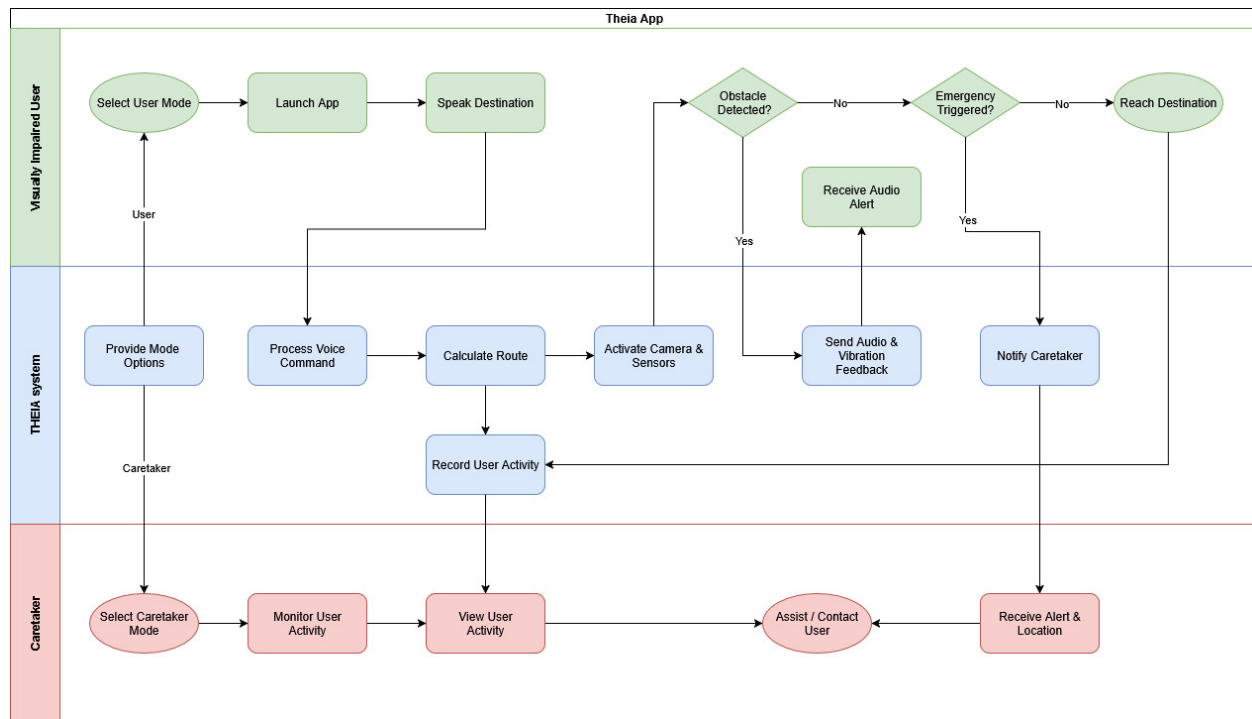 Theia App
Visually Impaired User
Select User Mode
Launch App
Speak Destination
Obstacle
Detected?
No
Emergency
Triggered?
No
Reach Destination
Receive Audio
Alert
User
Yes
Yes
THEIA system
Provide Mode
Options
Process Voice
Command
Calculate Route
Activate Camera &
Sensors
Send Audio &
Vibration
Feedback
Notify Caretaker
Record User Activity
Caretaker
Caretaker
Select Caretaker
Mode
Monitor User
Activity
View User
Activity
Assist / Contact
User
Receive Alert &
Location